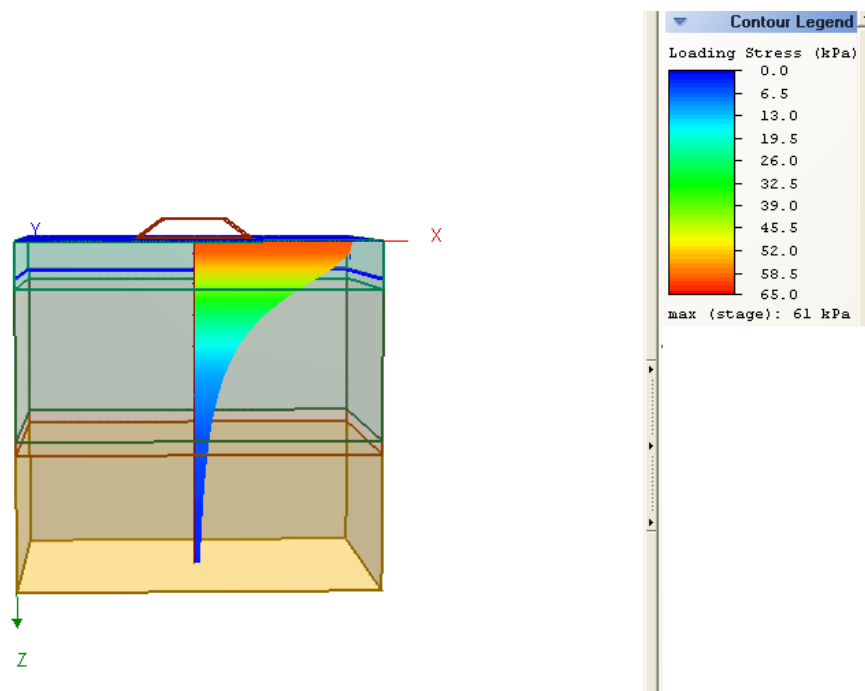 Contour Legend
Loading Stress (kPa)
0.0
6.5
13.0
19.5
26.0
32.5
39.0
45.5
52.0
58.5
65.0
max (stage): 61 kPa
Y
X
Z